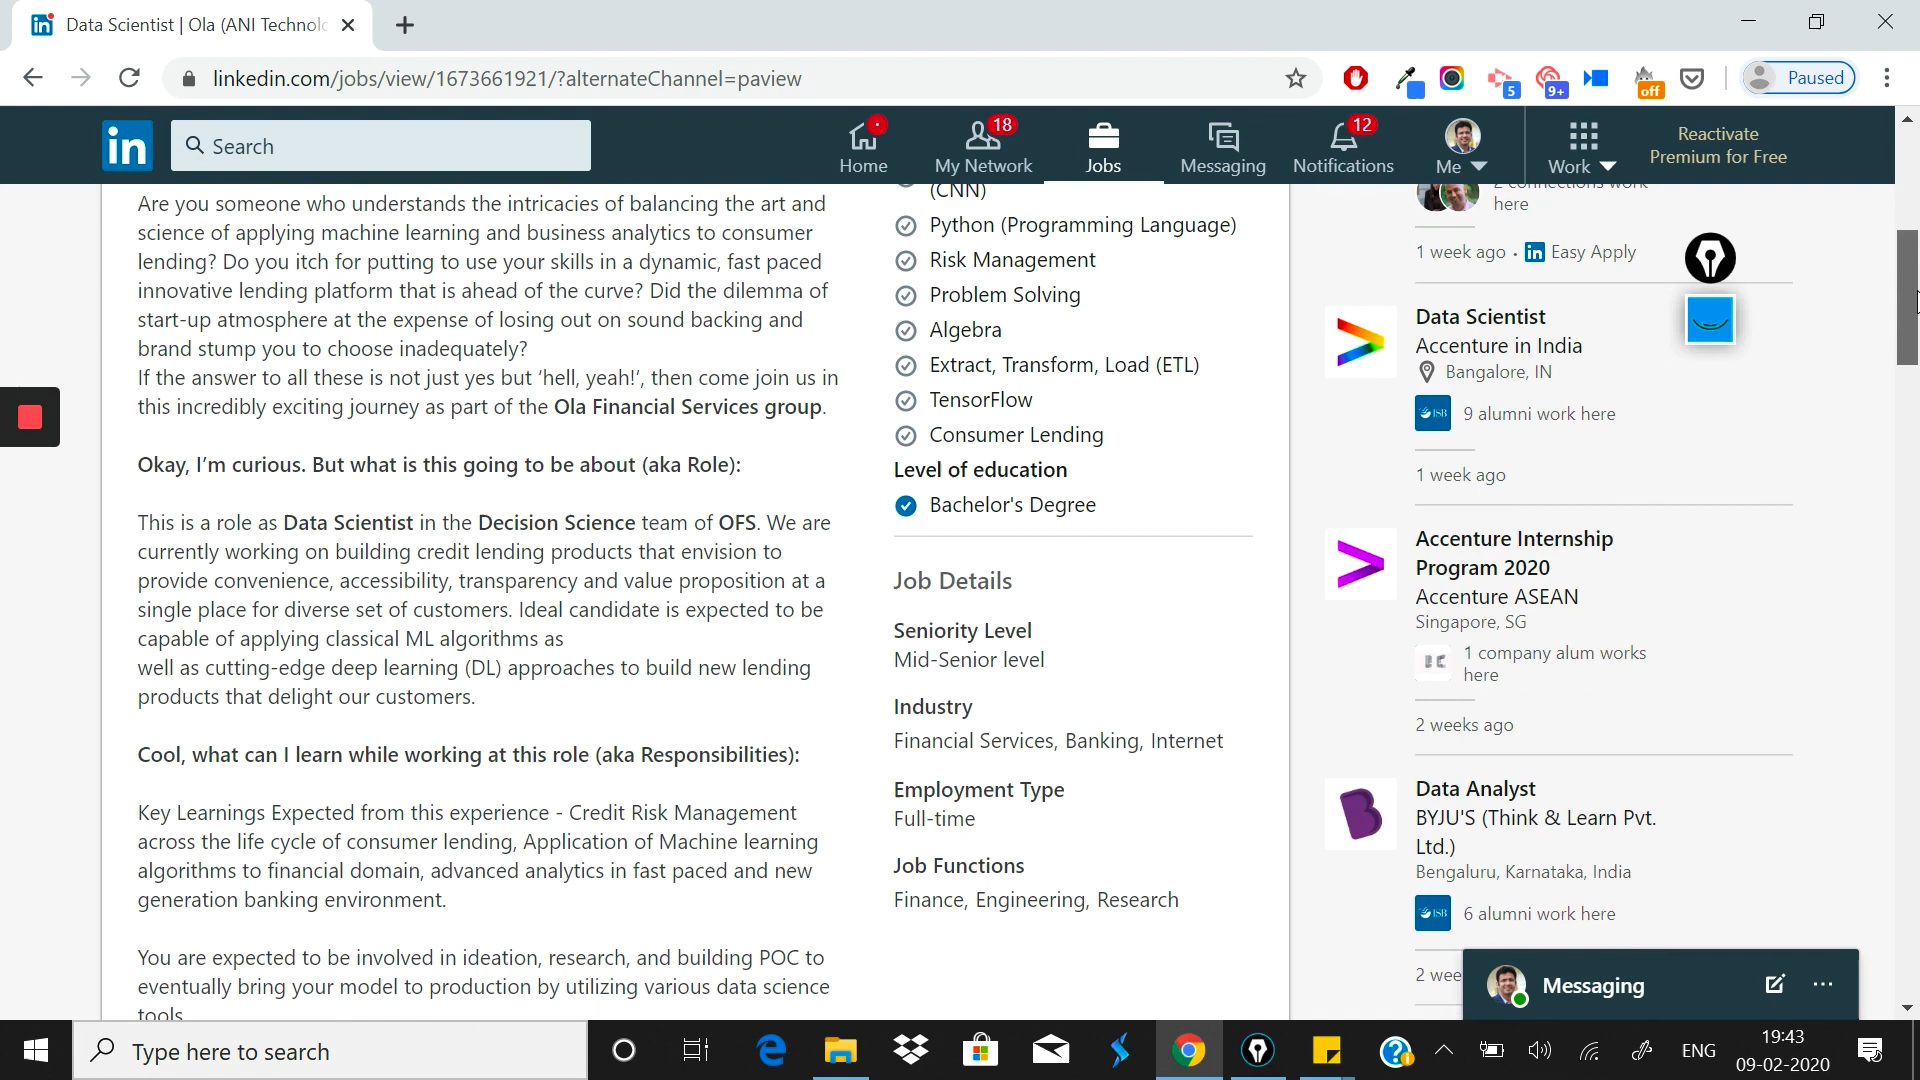 Data Scientist | Ola (ANI Technolo
linkedin.com/jobs/view/1673661921/?alternateChannel=paview
5
9+
off
Paused
in
Search
Home
18
My Network
Jobs
Messaging
12
Notifications
Me
Work
Reactivate
Premium for Free
Are you someone who understands the intricacies of balancing the art and
science of applying machine learning and business analytics to consumer
lending? Do you itch for putting to use your skills in a dynamic, fast paced
innovative lending platform that is ahead of the curve? Did the dilemma of
start-up atmosphere at the expense of losing out on sound backing and
brand stump you to choose inadequately?
If the answer to all these is not just yes but ‘hell, yeah!’, then come join us in
this incredibly exciting journey as part of the Ola Financial Services group.
Okay, I’m curious. But what is this going to be about (aka Role):
This is a role as Data Scientist in the Decision Science team of OFS. We are
currently working on building credit lending products that envision to
provide convenience, accessibility, transparency and value proposition at a
single place for diverse set of customers. Ideal candidate is expected to be
capable of applying classical ML algorithms as
well as cutting-edge deep learning (DL) approaches to build new lending
products that delight our customers.
Cool, what can I learn while working at this role (aka Responsibilities):
Key Learnings Expected from this experience - Credit Risk Management
across the life cycle of consumer lending, Application of Machine learning
algorithms to financial domain, advanced analytics in fast paced and new
generation banking environment.
You are expected to be involved in ideation, research, and building POC to
eventually bring your model to production by utilizing various data science
tools
(CNN)
Python (Programming Language)
Risk Management
Problem Solving
Algebra
Extract, Transform, Load (ETL)
TensorFlow
Consumer Lending
Level of education
Bachelor's Degree
Job Details
Seniority Level
Mid-Senior level
Industry
Financial Services, Banking, Internet
Employment Type
Full-time
Job Functions
Finance, Engineering, Research
2 connections work
here
1 week ago · in Easy Apply
Data Scientist
Accenture in India
Bangalore, IN
ISB
9 alumni work here
1 week ago
Accenture Internship
Program 2020
Accenture ASEAN
Singapore, SG
1 company alum works
here
2 weeks ago
Data Analyst
BYJU'S (Think & Learn Pvt.
Ltd.)
Bengaluru, Karnataka, India
ISB
6 alumni work here
2 wee
Messaging
Type here to search
ENG
19:43
09-02-2020